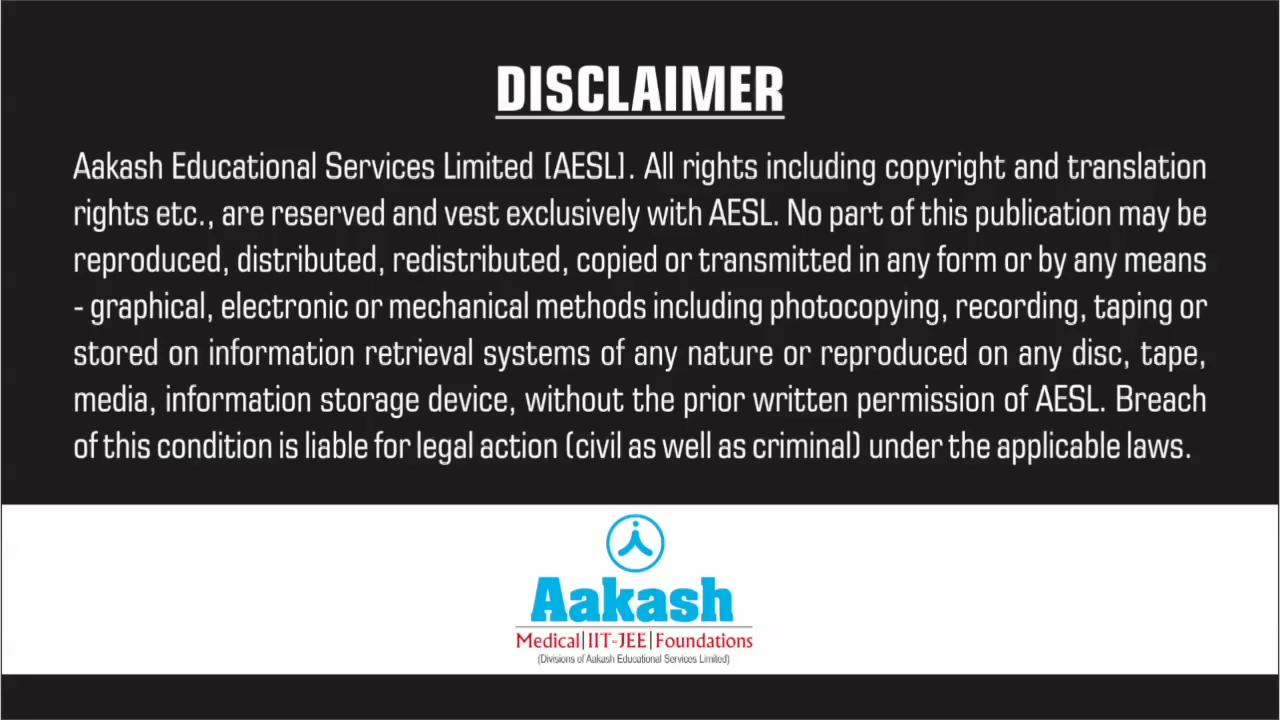 DISCLAIMER
Aakash Educational Services Limited [AESL]. All rights including copyright and translation
rights etc., are reserved and vest exclusively with AESL. No part of this publication may be
reproduced, distributed, redistributed, copied or transmitted in any form or by any means
- graphical, electronic or mechanical methods including photocopying, recording, taping or
stored on information retrieval systems of any nature or reproduced on any disc, tape,
media, information storage device, without the prior written permission of AESL. Breach
of this condition is liable for legal action (civil as well as criminal) under the applicable laws.
Aakash
Medical|IIT-JEE|Foundations
(Divisions of Aakash Educational Services Limited)